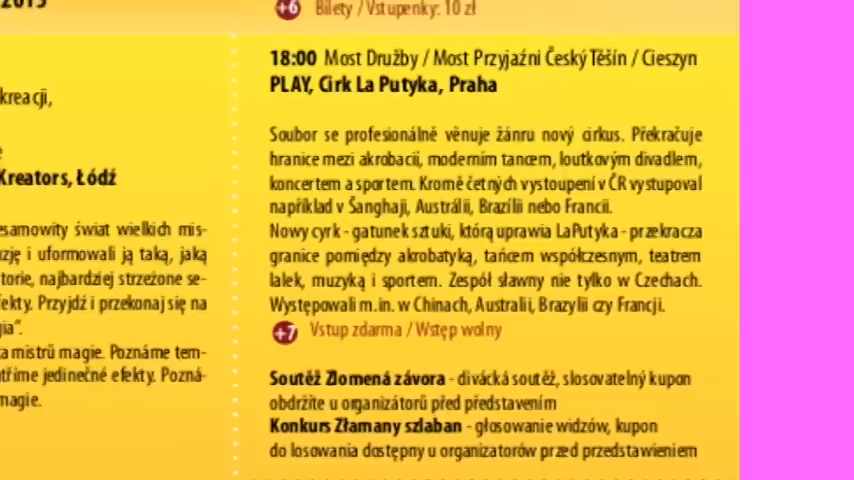 2015
kreacji,
Kreators, Łódź
esamowity świat wielkich mis-
uzję i uformowali ją taką, jaką
torie, najbardziej strzeżone se-
fekty. Przyjdź i przekonaj się na
gia".
ta mistrů magie. Poznáme tem-
atříme jedinečné efekty. Pozná-
magie.
+6 Bilety / Vstupenky: 10 zł
18:00 Most Družby / Most Przyjaźni Český Těšín / Cieszyn
PLAY, Cirk La Putyka, Praha
Soubor se profesionálně věnuje žánru nový cirkus. Překračuje
hranice mezi akrobacií, moderním tancem, loutkovým divadlem,
koncertem a sportem. Kromě četných vystoupení v ČR vystupoval
například v Šanghaji, Austrálii, Brazílii nebo Francii.
Nowy cyrk - gatunek sztuki, którą uprawia La Putyka - przekracza
granice pomiędzy akrobatyką, tańcem współczesnym, teatrem
lalek, muzyką i sportem. Zespół sławny nie tylko w Czechach.
Występowali m.in. w Chinach, Australii, Brazylii czy Francji.
+7 Vstup zdarma / Wstęp wolny
Soutěž Zlomená závora - divácká soutěž, slosovatelný kupon
obdržíte u organizátorů před představením
Konkurs Złamany szlaban - głosowanie widzów, kupon
do losowania dostępny u organizatorów przed przedstawieniem